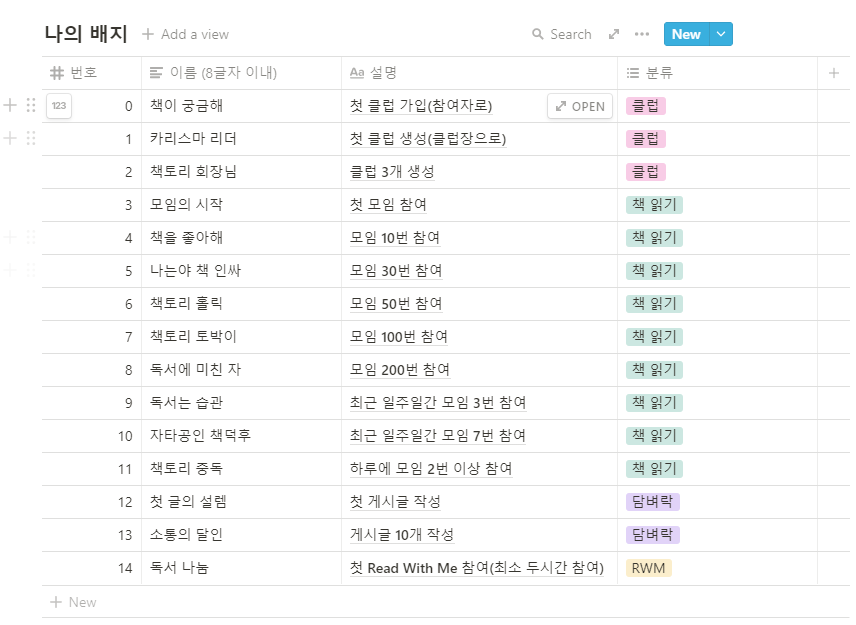 나의 배지 + Add a view Search New
번호 이름 (8글자 이내) Aa 설명 분류
123 0 책이 궁금해 첫 클럽 가입(참여자로) OPEN 클럽
1 카리스마 리더 첫 클럽 생성(클럽장으로) 클럽
2 책토리 회장님 클럽 3개 생성 클럽
3 모임의 시작 첫 모임 참여 책 읽기
4 책을 좋아해 모임 10번 참여 책 읽기
5 나는야 책 인싸 모임 30번 참여 책 읽기
6 책토리 홀릭 모임 50번 참여 책 읽기
7 책토리 토박이 모임 100번 참여 책 읽기
8 독서에 미친 자 모임 200번 참여 책 읽기
9 독서는 습관 최근 일주일간 모임 3번 참여 책 읽기
10 자타공인 책덕후 최근 일주일간 모임 7번 참여 책 읽기
11 책토리 중독 하루에 모임 2번 이상 참여 책 읽기
12 첫 글의 설렘 첫 게시글 작성 담벼락
13 소통의 달인 게시글 10개 작성 담벼락
14 독서 나눔 첫 Read With Me 참여(최소 두시간 참여) RWM
+ New